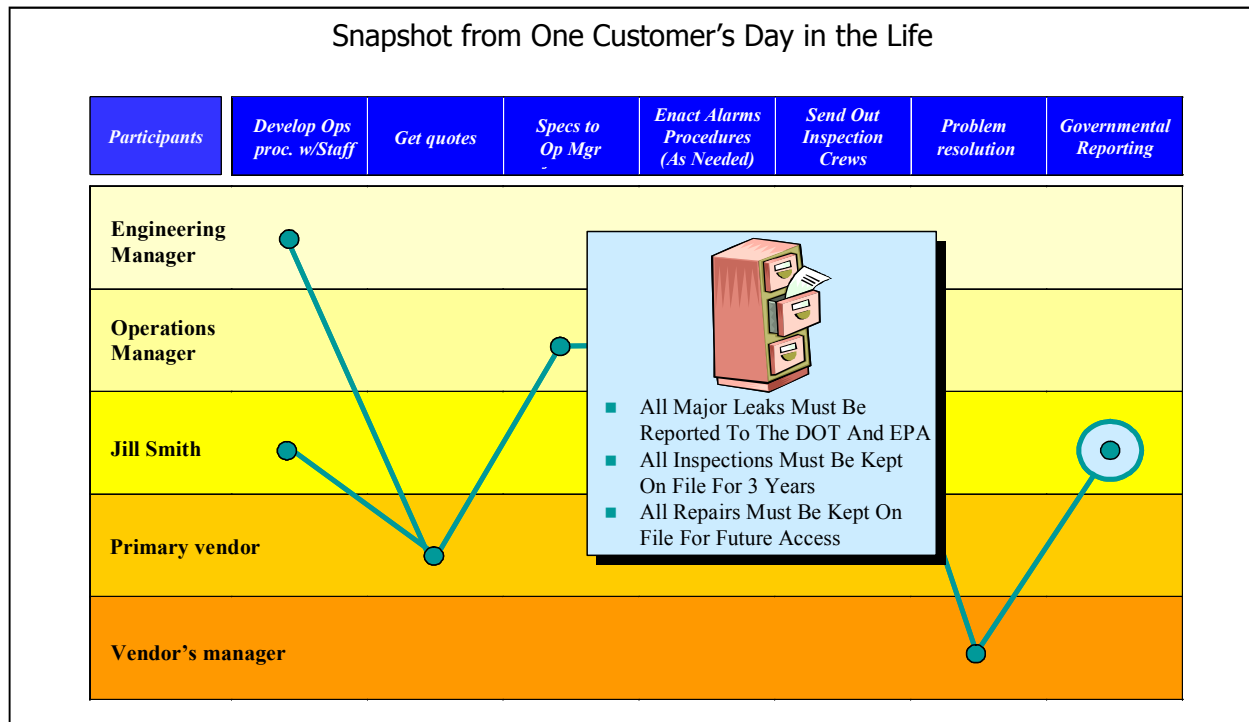 Snapshot from One Customer’s Day in the Life
Participants
Develop Ops
proc. w/Staff
Get quotes
Specs to
Op Mgr
Enact Alarms
Procedures
(As Needed)
Send Out
Inspection
Crews
Problem
resolution
Governmental
Reporting
Engineering
Manager
Operations
Manager
Jill Smith
Primary vendor
Vendor’s manager
■ All Major Leaks Must Be
Reported To The DOT And EPA
■ All Inspections Must Be Kept
On File For 3 Years
■ All Repairs Must Be Kept On
File For Future Access